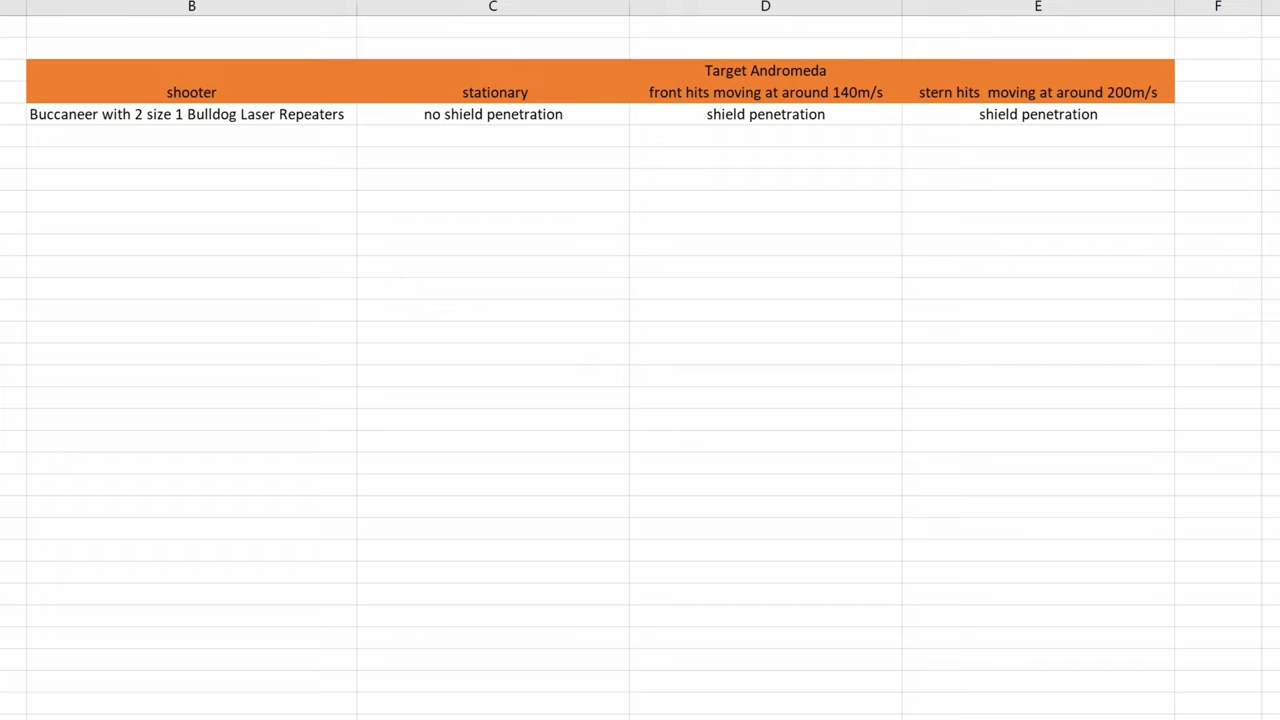 B C D E F
Target Andromeda
shooter stationary front hits moving at around 140m/s stern hits  moving at around 200m/s
Buccaneer with 2 size 1 Bulldog Laser Repeaters no shield penetration shield penetration shield penetration